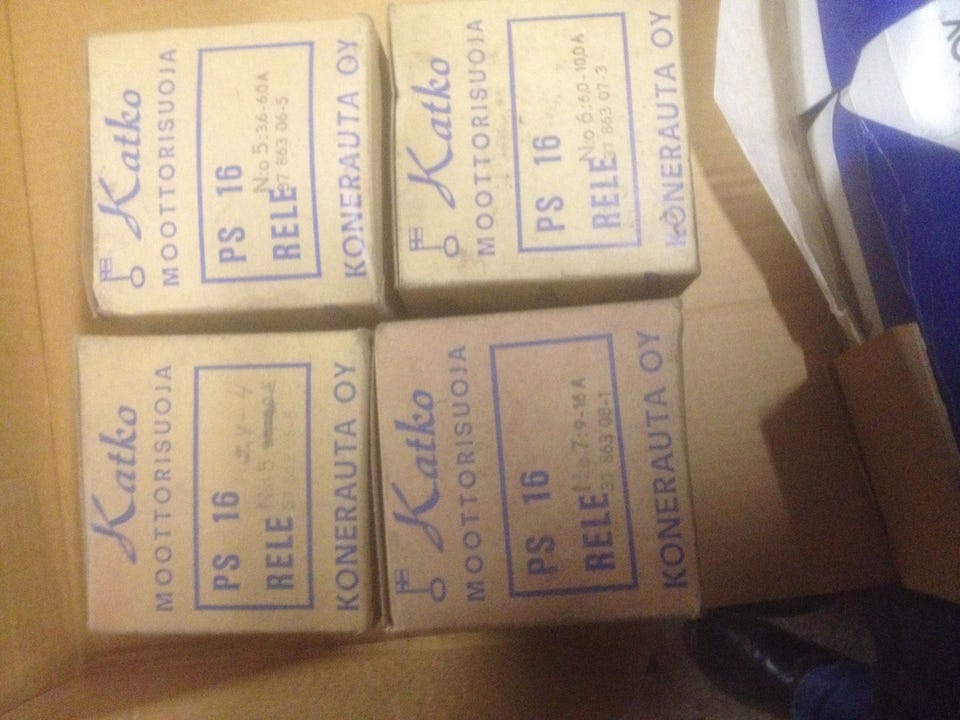 Katko
MOOTTORISUOJA
PS 16
N:o 5:3,6-6,0A
RELE
37 863 06-5
KONERAUTA OY
Katko
MOOTTORISUOJA
PS 16
N:o 6:6,0-10,0A
RELE
37 863 07-3
KONERAUTA OY
Katko
MOOTTORISUOJA
PS 16
N:o 5
RELE
KONERAUTA OY
Katko
MOOTTORISUOJA
PS 16
N:o 7:9-16A
RELE
37 863 08-1
KONERAUTA OY